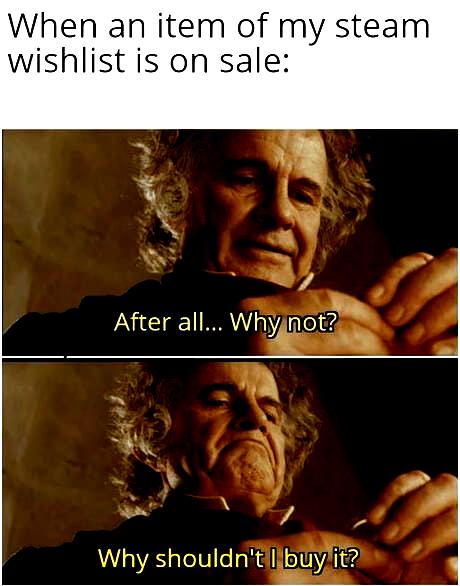 When an item of my steam
wishlist is on sale:
After all... Why not?
Why shouldn't I buy it?